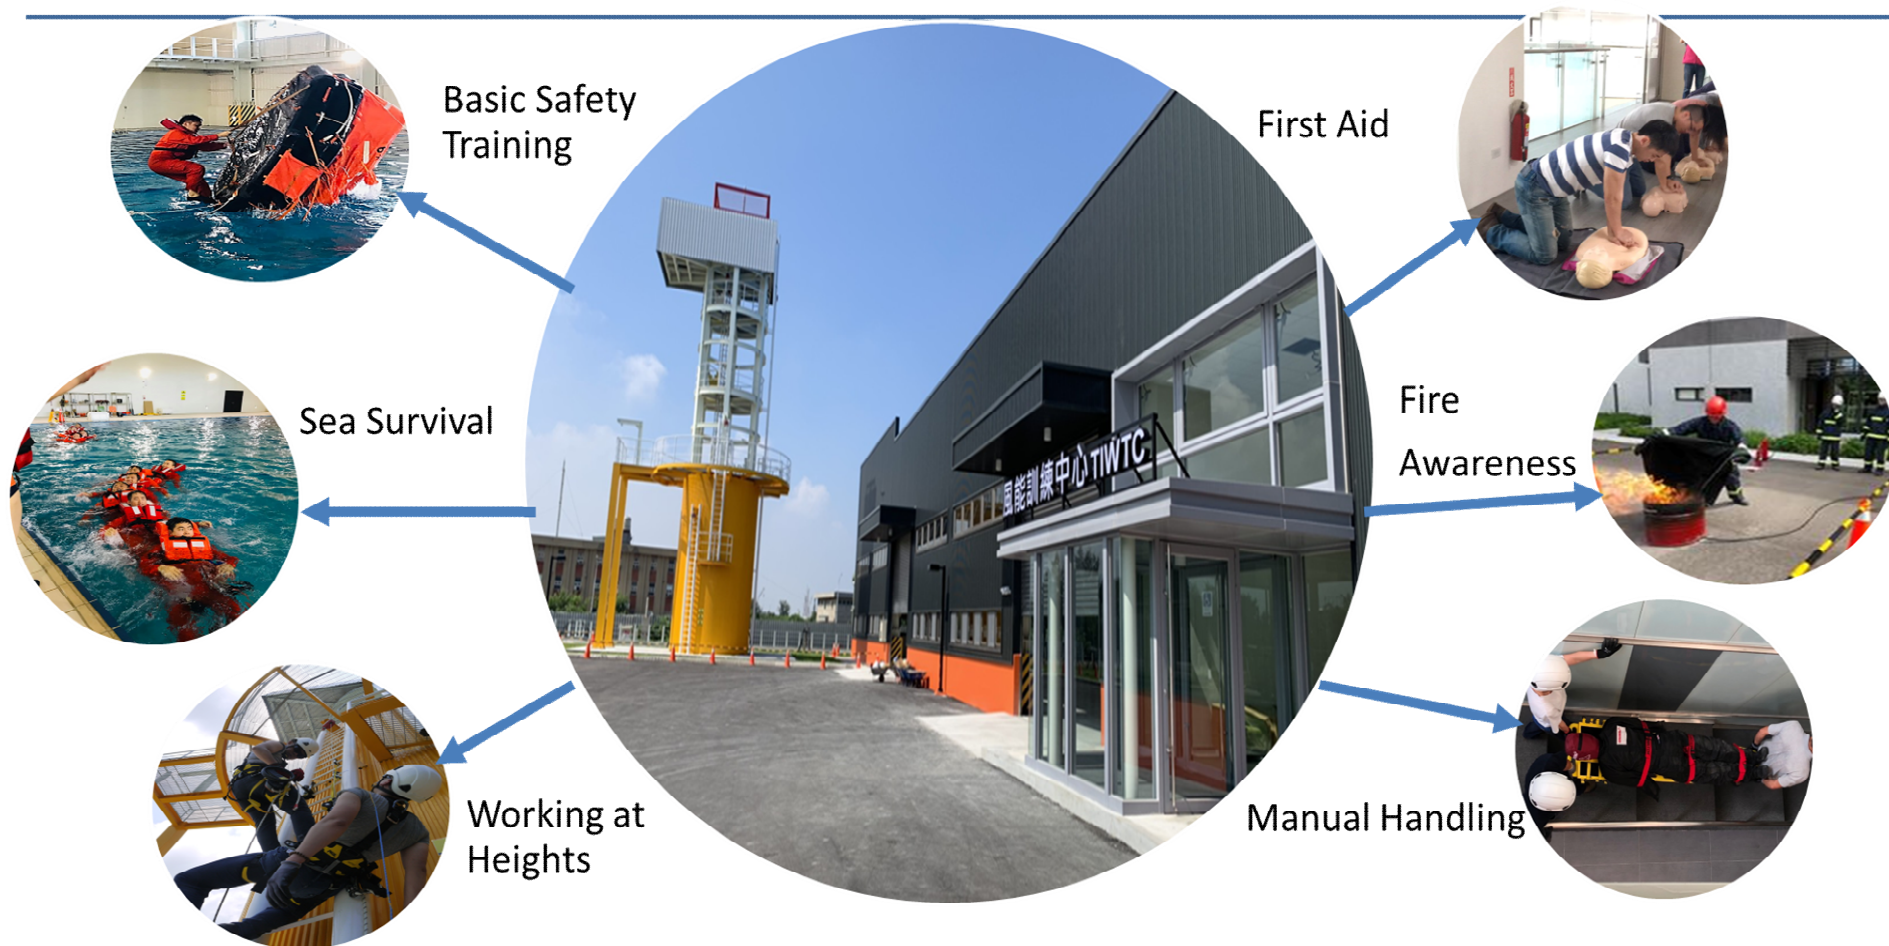 Basic Safety
Training
First Aid
Sea Survival
Fire
Awareness
風能訓練中心 TIWTC
Working at
Heights
Manual Handling